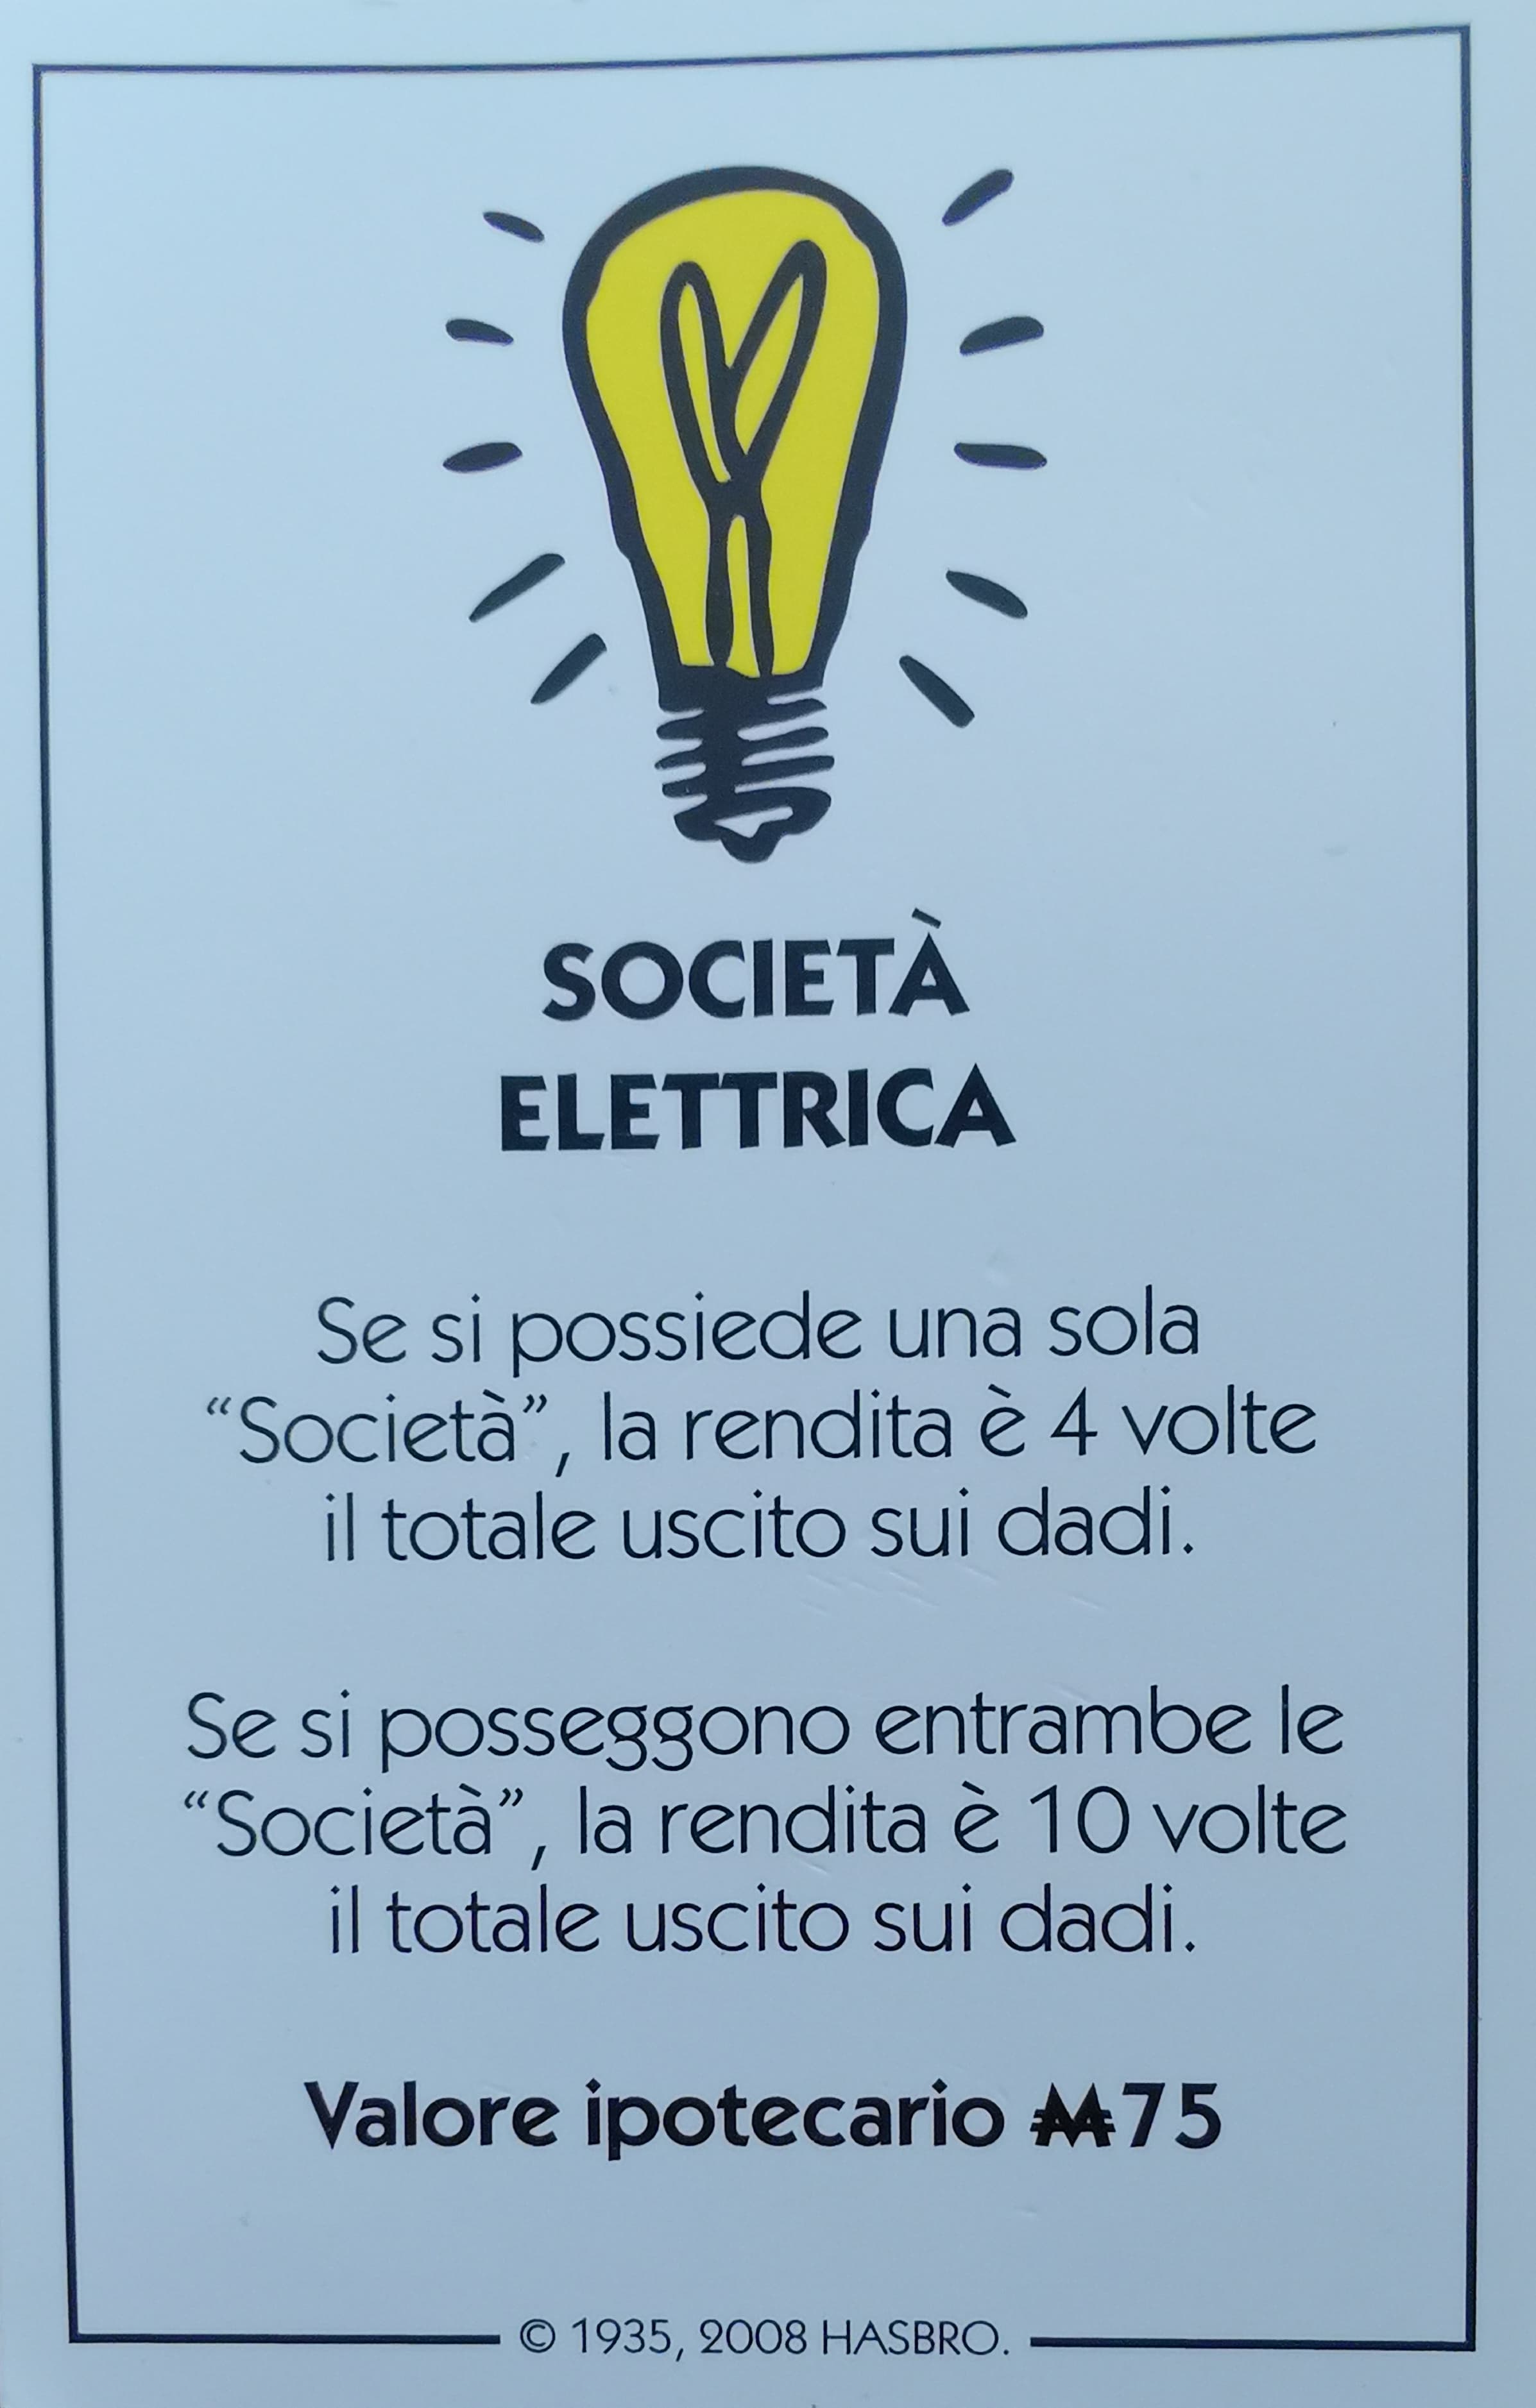 SOCIETÀ
ELETTRICA
Se si possiede una sola
“Società”, la rendita è 4 volte
il totale uscito sui dadi.
Se si posseggono entrambe le
“Società”, la rendita è 10 volte
il totale uscito sui dadi.
Valore ipotecario M75
© 1935, 2008 HASBRO.